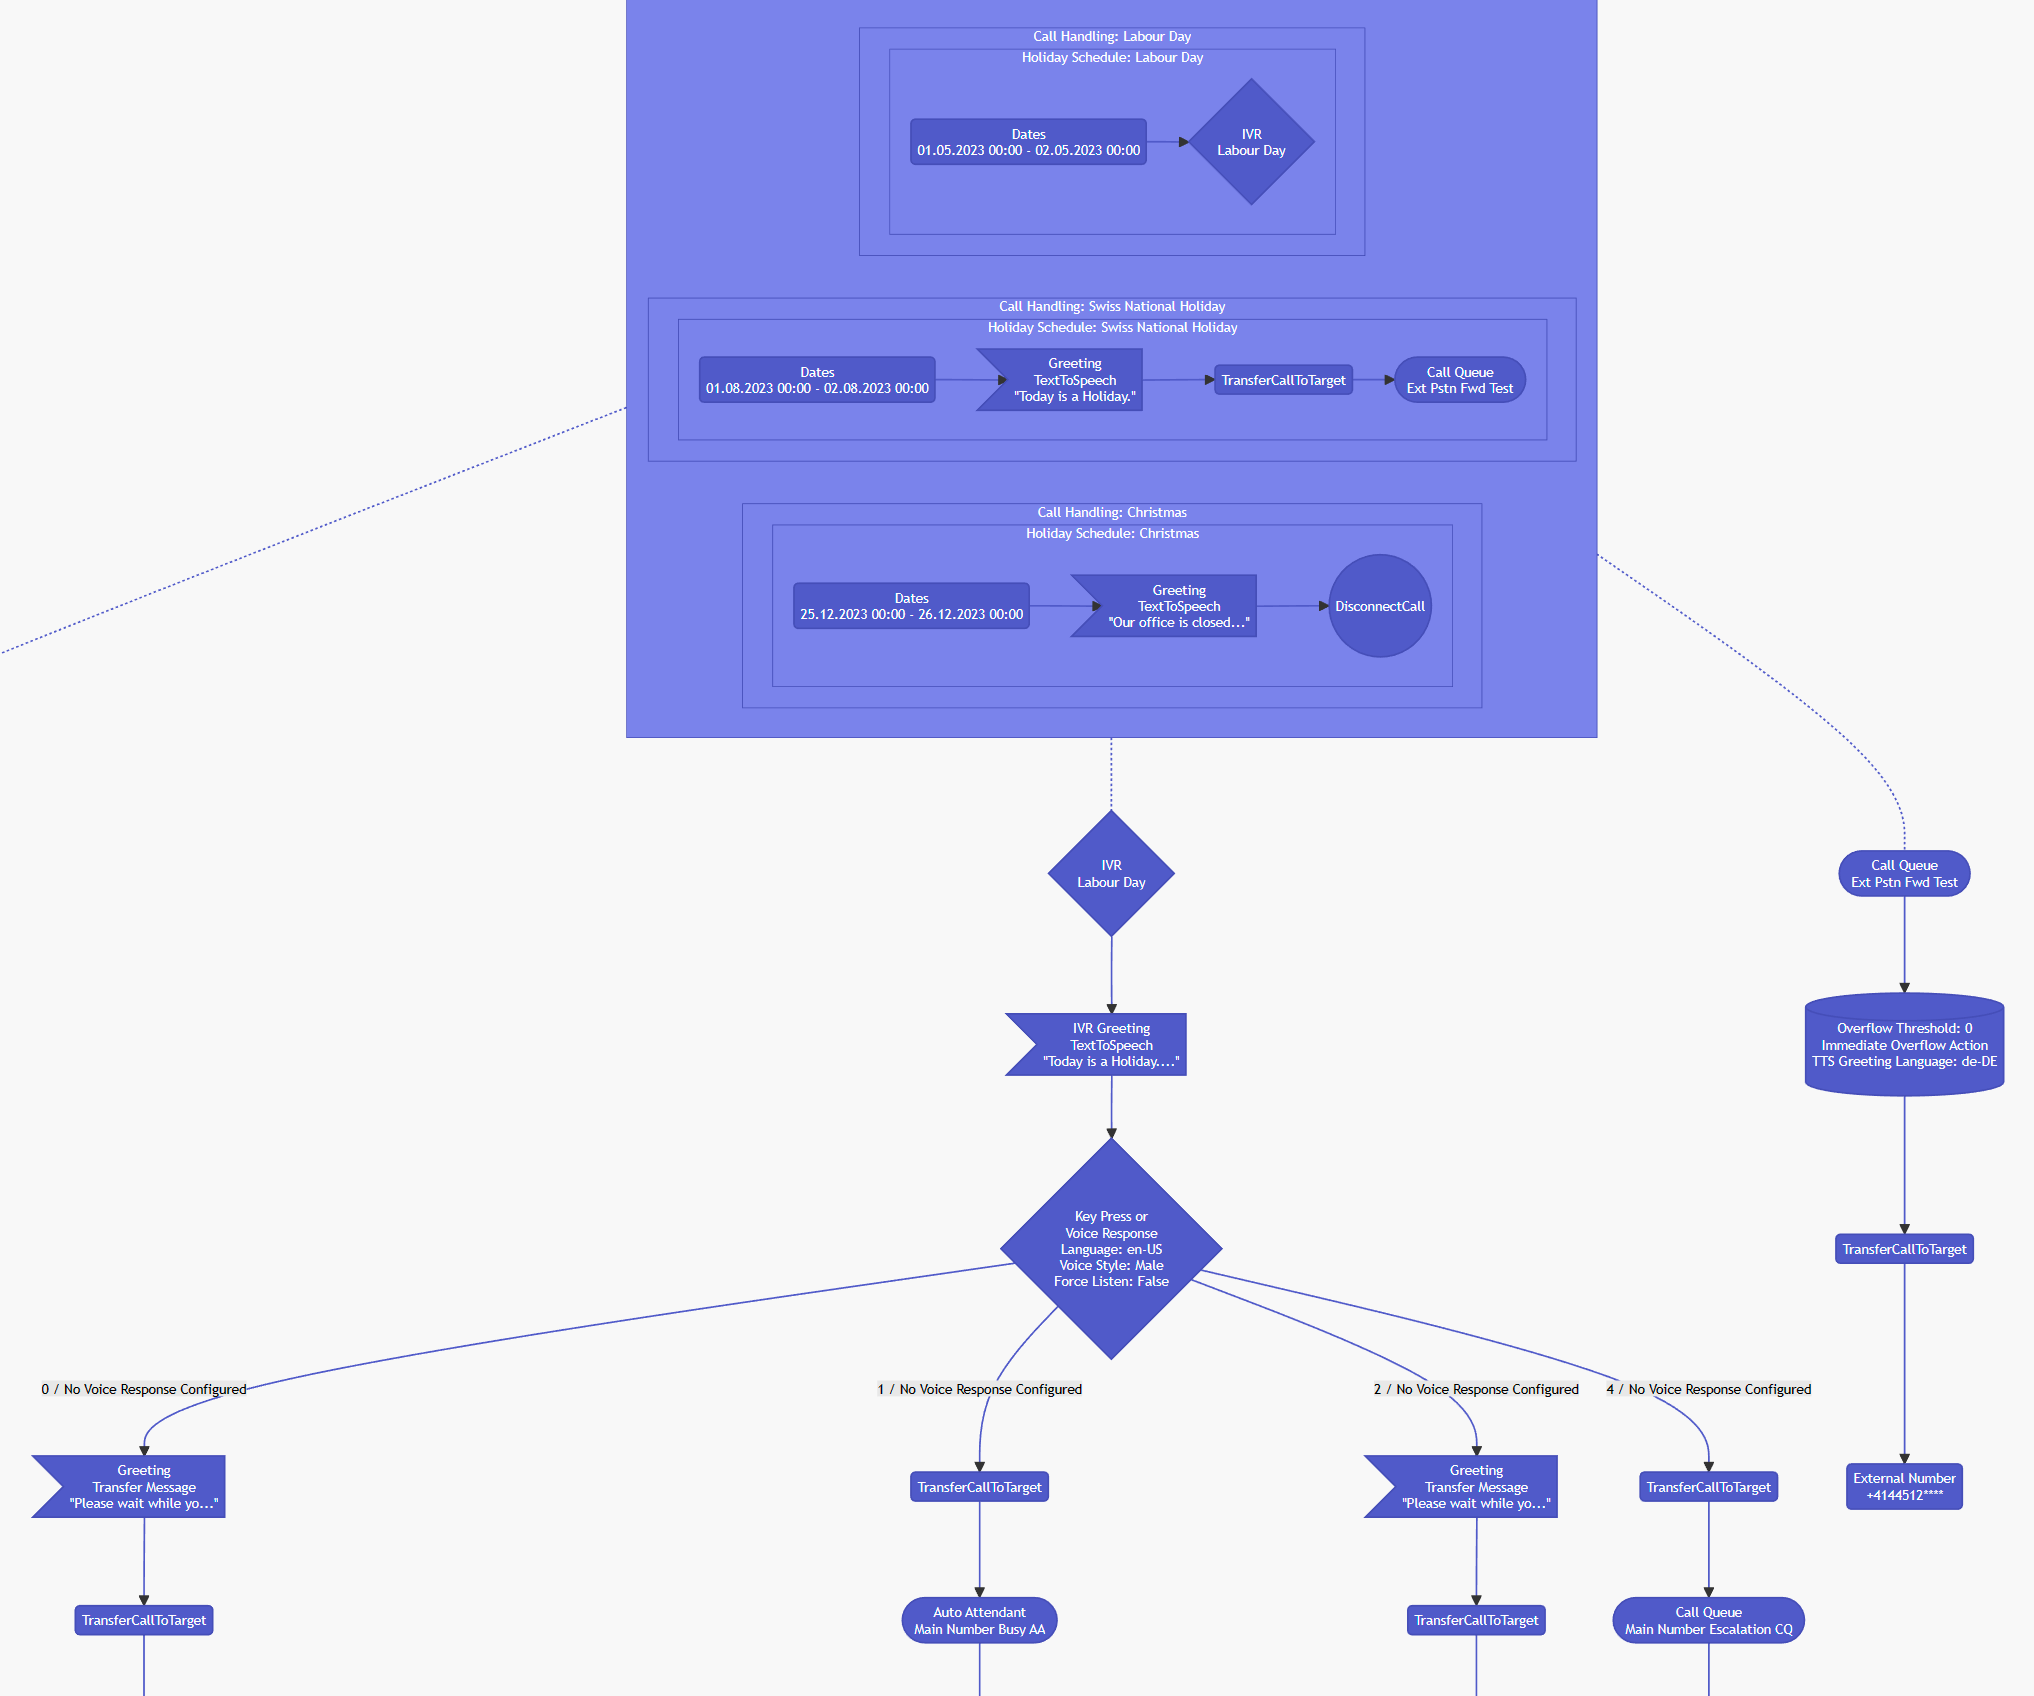 Call Handling: Labour Day
Holiday Schedule: Labour Day
Dates
01.05.2023 00:00 - 02.05.2023 00:00
IVR
Labour Day
Call Handling: Swiss National Holiday
Holiday Schedule: Swiss National Holiday
Dates
01.08.2023 00:00 - 02.08.2023 00:00
Greeting
TextToSpeech
"Today is a Holiday."
TransferCallToTarget
Call Queue
Ext Pstn Fwd Test
Call Handling: Christmas
Holiday Schedule: Christmas
Dates
25.12.2023 00:00 - 26.12.2023 00:00
Greeting
TextToSpeech
"Our office is closed..."
DisconnectCall
IVR
Labour Day
Call Queue
Ext Pstn Fwd Test
IVR Greeting
TextToSpeech
"Today is a Holiday...."
Overflow Threshold: 0
Immediate Overflow Action
TTS Greeting Language: de-DE
Key Press or
Voice Response
Language: en-US
Voice Style: Male
Force Listen: False
TransferCallToTarget
0 / No Voice Response Configured
1 / No Voice Response Configured
2 / No Voice Response Configured
4 / No Voice Response Configured
Greeting
Transfer Message
"Please wait while yo..."
TransferCallToTarget
Greeting
Transfer Message
"Please wait while yo..."
TransferCallToTarget
External Number
+4144512****
TransferCallToTarget
Auto Attendant
Main Number Busy AA
TransferCallToTarget
Call Queue
Main Number Escalation CQ